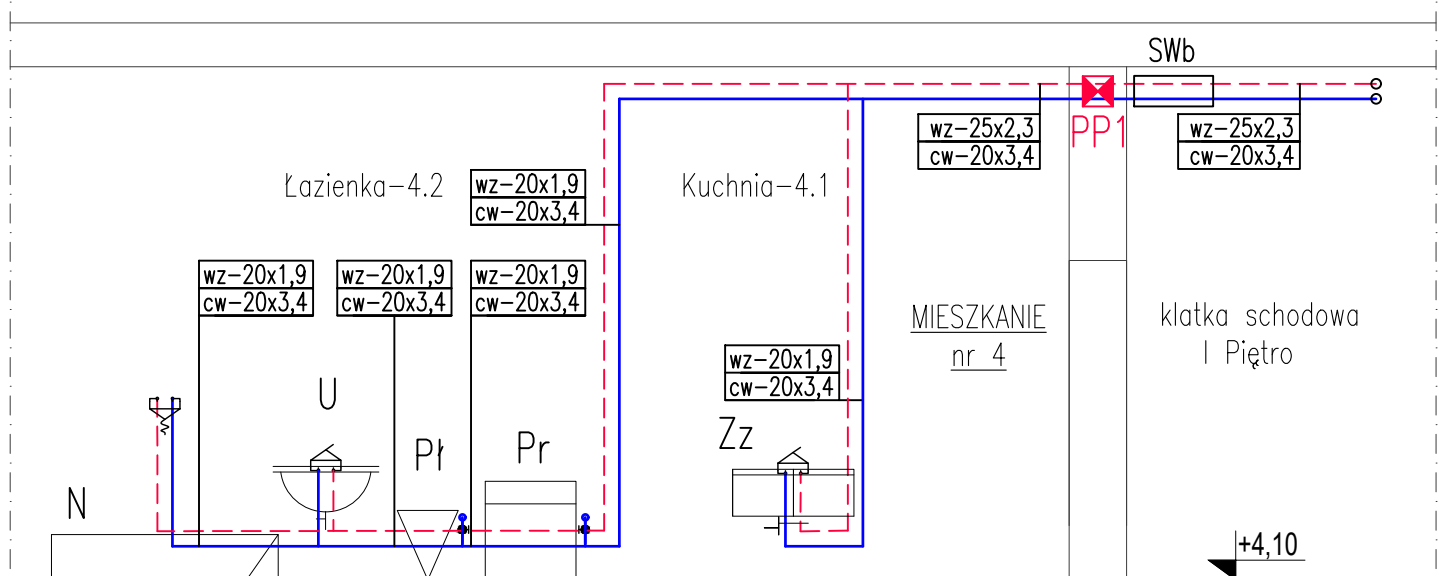 SWb
wz-25x2,3
cw-20x3,4
PP1
wz-25x2,3
cw-20x3,4
Łazienka-4.2
wz-20x1,9
cw-20x3,4
Kuchnia-4.1
wz-20x1,9
cw-20x3,4
wz-20x1,9
cw-20x3,4
wz-20x1,9
cw-20x3,4
MIESZKANIE
nr 4
klatka schodowa
I Piętro
wz-20x1,9
cw-20x3,4
U
Zz
Pł
Pr
N
+4,10